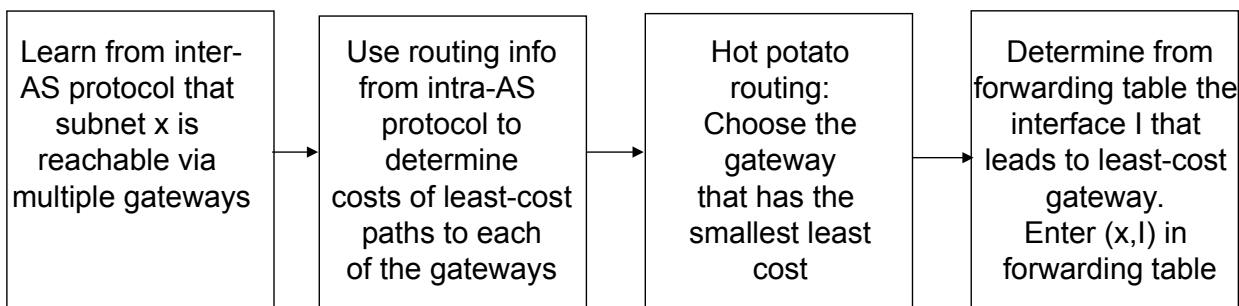 Learn from inter-
AS protocol that
subnet x is
reachable via
multiple gateways
Use routing info
from intra-AS
protocol to
determine
costs of least-cost
paths to each
of the gateways
Hot potato
routing:
Choose the
gateway
that has the
smallest least
cost
Determine from
forwarding table the
interface I that
leads to least-cost
gateway.
Enter (x,I) in
forwarding table